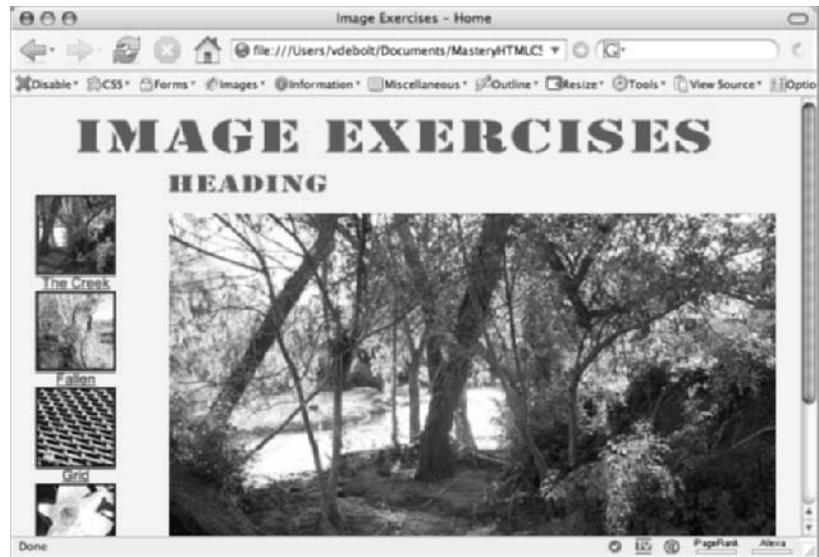 Image Exercises - Home
file:///Users/vdebolt/Documents/MasteryHTMLCS
G
Disable CSS Forms Images Information Miscellaneous Outline Resize Tools View Source Optio
IMAGE EXERCISES
HEADING
The Creek
Fallen
Grid
Done
PageRank Alexa